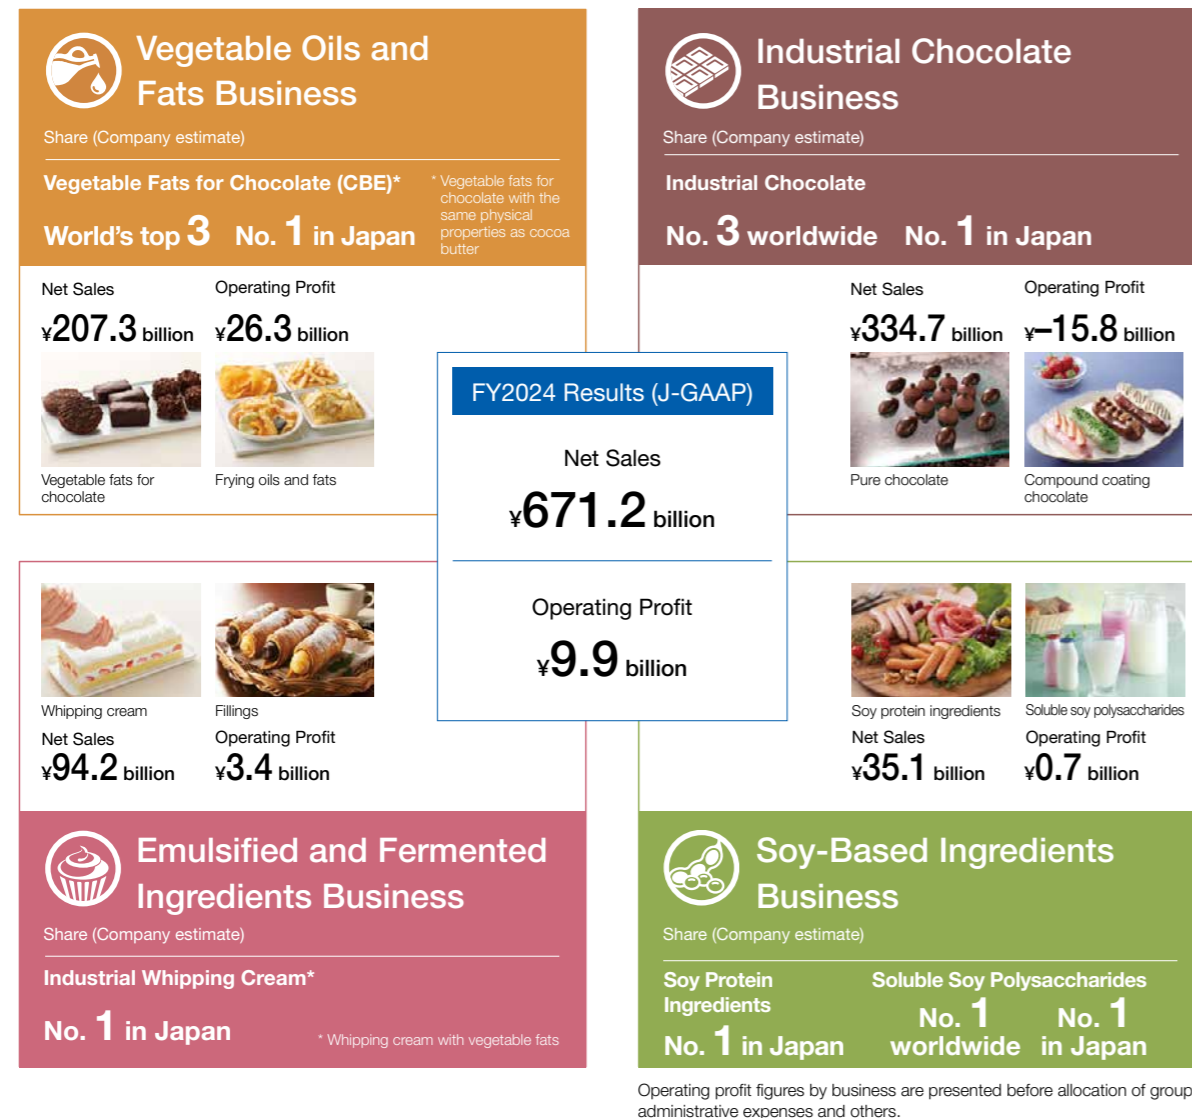 Vegetable Oils and
Fats Business
Share (Company estimate)
Vegetable Fats for Chocolate (CBE)*
World's top 3 No. 1 in Japan
* Vegetable fats for
chocolate with the
same physical
properties as cocoa
butter
Net Sales
¥207.3 billion
Operating Profit
¥26.3 billion
Vegetable fats for
chocolate
Frying oils and fats
Industrial Chocolate
Business
Share (Company estimate)
Industrial Chocolate
No. 3 worldwide No. 1 in Japan
Net Sales
¥334.7 billion
Operating Profit
¥–15.8 billion
Pure chocolate
Compound coating
chocolate
FY2024 Results (J-GAAP)
Net Sales
¥671.2 billion
Operating Profit
¥9.9 billion
Whipping cream
Fillings
Net Sales
¥94.2 billion
Operating Profit
¥3.4 billion
Emulsified and Fermented
Ingredients Business
Share (Company estimate)
Industrial Whipping Cream*
No. 1 in Japan
* Whipping cream with vegetable fats
Soy protein ingredients
Soluble soy polysaccharides
Net Sales
¥35.1 billion
Operating Profit
¥0.7 billion
Soy-Based Ingredients
Business
Share (Company estimate)
Soy Protein
Ingredients
No. 1 in Japan
Soluble Soy Polysaccharides
No. 1
worldwide
No. 1
in Japan
Operating profit figures by business are presented before allocation of group
administrative expenses and others.